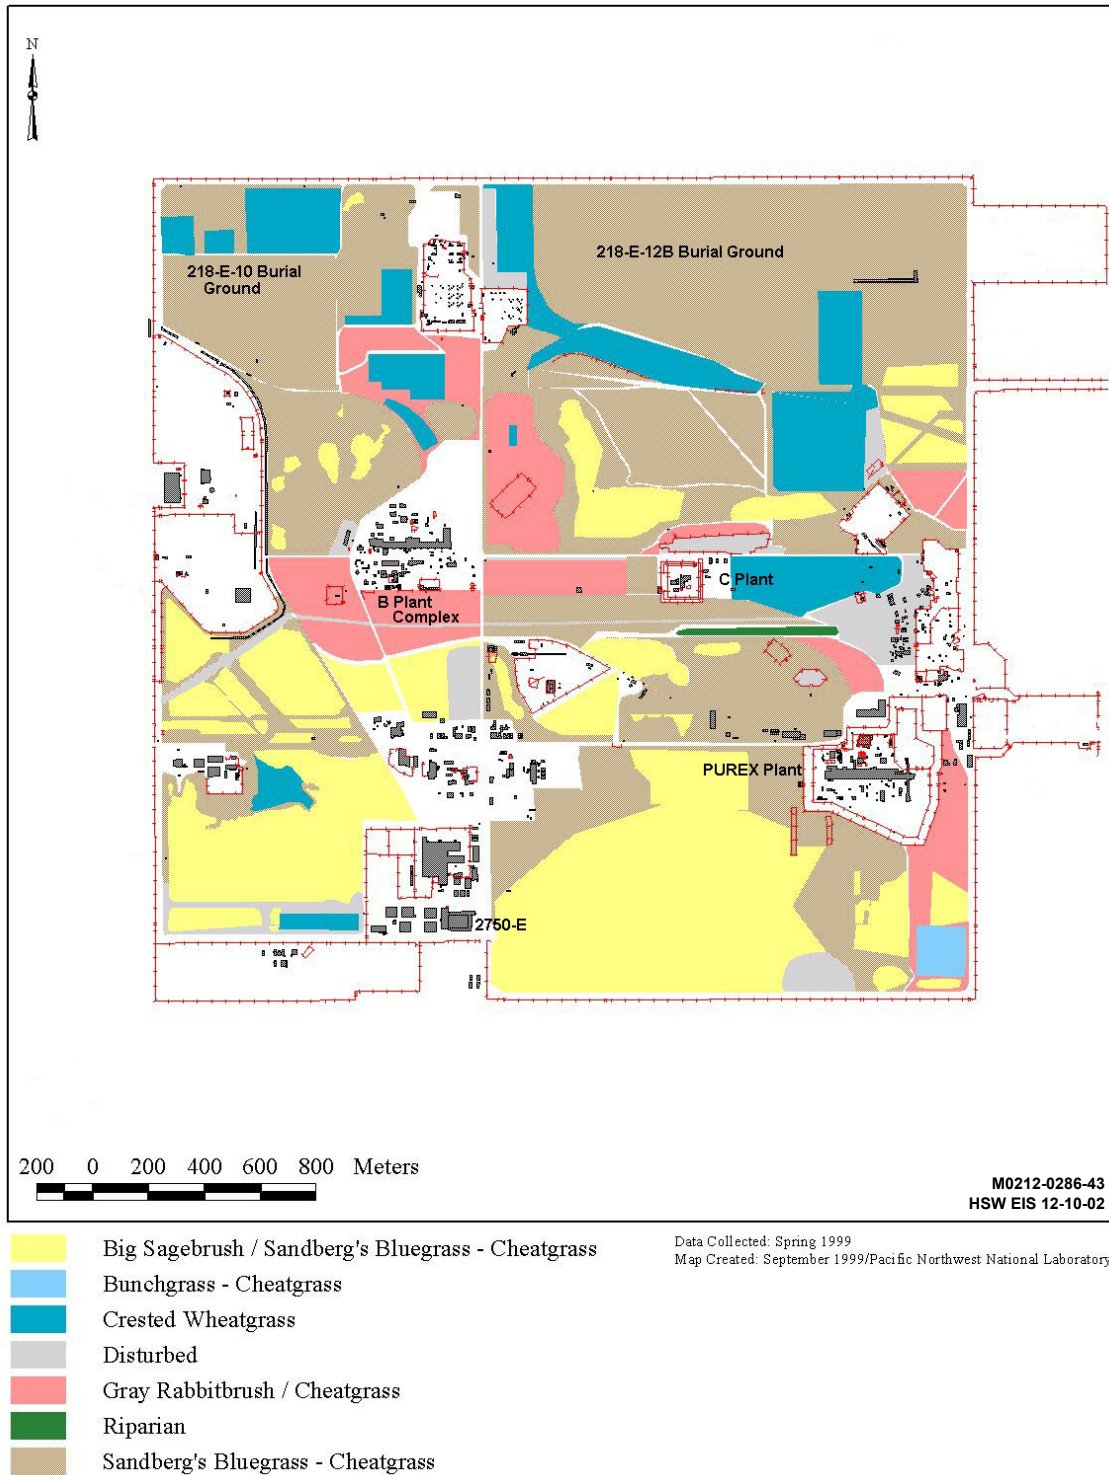 N
218-E-10 Burial
Ground
218-E-12B Burial Ground
C Plant
B Plant
Complex
PUREX Plant
2750-E
200 0 200 400 600 800 Meters
M0212-0286-43
HSW EIS 12-10-02
Big Sagebrush / Sandberg's Bluegrass - Cheatgrass
Bunchgrass - Cheatgrass
Crested Wheatgrass
Disturbed
Gray Rabbitbrush / Cheatgrass
Riparian
Sandberg's Bluegrass - Cheatgrass
Data Collected: Spring 1999
Map Created: September 1999/Pacific Northwest National Laboratory